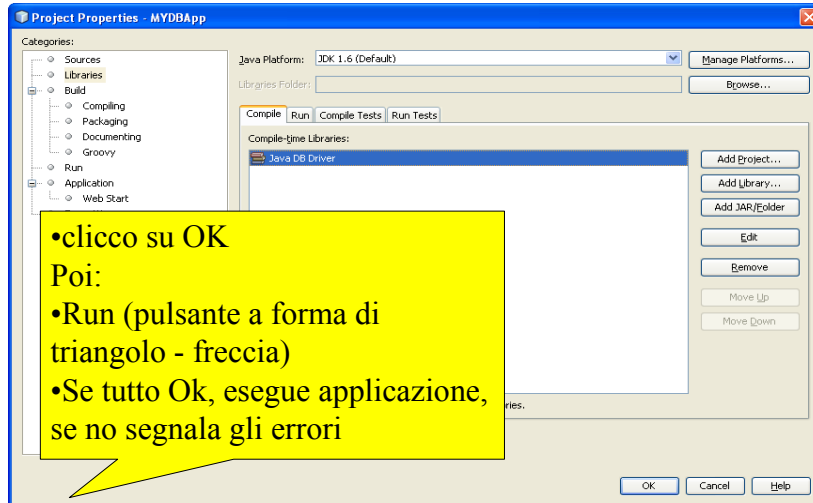 Project Properties - MYDBApp
Categories:
Sources
Libraries
Build
Compiling
Packaging
Documenting
Groovy
Run
Application
Web Start
Java Platform:
JDK 1.6 (Default)
Manage Platforms...
Libraries Folder:
Browse...
Compile
Run
Compile Tests
Run Tests
Compile-time Libraries:
Java DB Driver
Add Project...
Add Library...
Add JAR/Folder
Edit
Remove
Move Up
Move Down
•clicco su OK
Poi:
•Run (pulsante a forma di
triangolo - freccia)
•Se tutto Ok, esegue applicazione,
se no segnala gli errori
ries.
OK
Cancel
Help